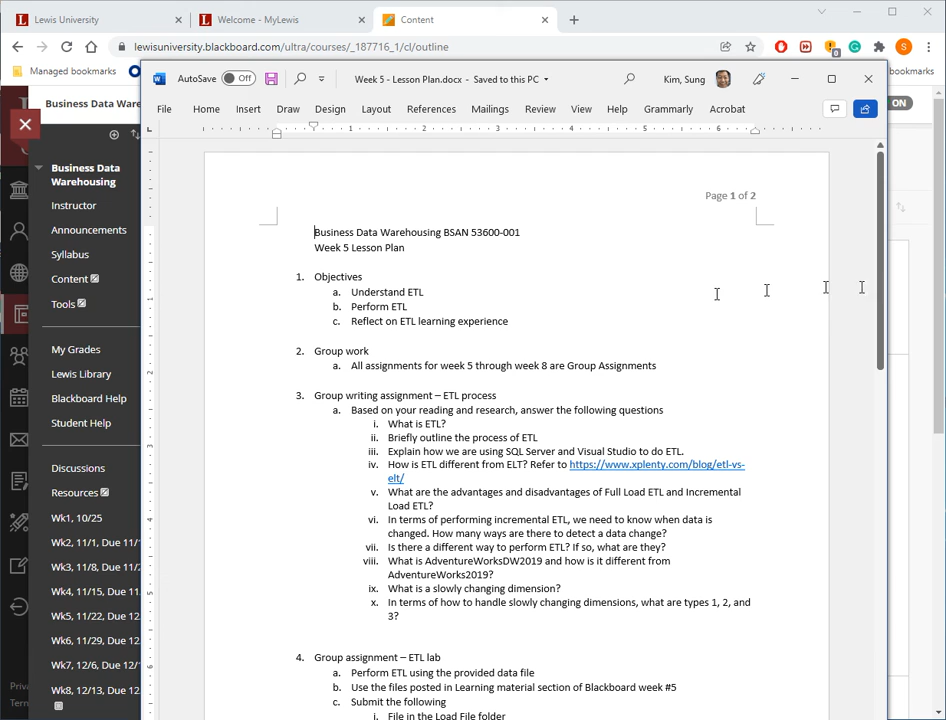 Lewis University
Welcome - MyLewis
Content
lewisuniversity.blackboard.com/ultra/courses/_187716_1/cl/outline
S
0
Managed bookmarks
bookmarks
AutoSave Off
Week 5 - Lesson Plan.docx - Saved to this PC
Kim, Sung
File Home Insert Draw Design Layout References Mailings Review View Help Grammarly Acrobat
Business Data Ware
ON
1 2 3 4 5 6
Business Data
Warehousing
Instructor
Announcements
Syllabus
Content
Tools
My Grades
Lewis Library
Blackboard Help
Student Help
Discussions
Resources
Wk1, 10/25
Wk2, 11/1, Due 11/
Wk3, 11/8, Due 11/2
Wk4, 11/15, Due 11
Wk5, 11/22, Due 12
Wk6, 11/29, Due 12
Wk7, 12/6, Due 12/1
Wk8, 12/13, Due 12
Priva
Term
Page 1 of 2
Business Data Warehousing BSAN 53600-001
Week 5 Lesson Plan
1. Objectives
a. Understand ETL
b. Perform ETL
c. Reflect on ETL learning experience
2. Group work
a. All assignments for week 5 through week 8 are Group Assignments
3. Group writing assignment – ETL process
a. Based on your reading and research, answer the following questions
i. What is ETL?
ii. Briefly outline the process of ETL
iii. Explain how we are using SQL Server and Visual Studio to do ETL.
iv. How is ETL different from ELT? Refer to https://www.xplenty.com/blog/etl-vs-
elt/
v. What are the advantages and disadvantages of Full Load ETL and Incremental
Load ETL?
vi. In terms of performing incremental ETL, we need to know when data is
changed. How many ways are there to detect a data change?
vii. Is there a different way to perform ETL? If so, what are they?
viii. What is AdventureWorksDW2019 and how is it different from
AdventureWorks2019?
ix. What is a slowly changing dimension?
x. In terms of how to handle slowly changing dimensions, what are types 1, 2, and
3?
4. Group assignment – ETL lab
a. Perform ETL using the provided data file
b. Use the files posted in Learning material section of Blackboard week #5
c. Submit the following
i. File in the Load File folder